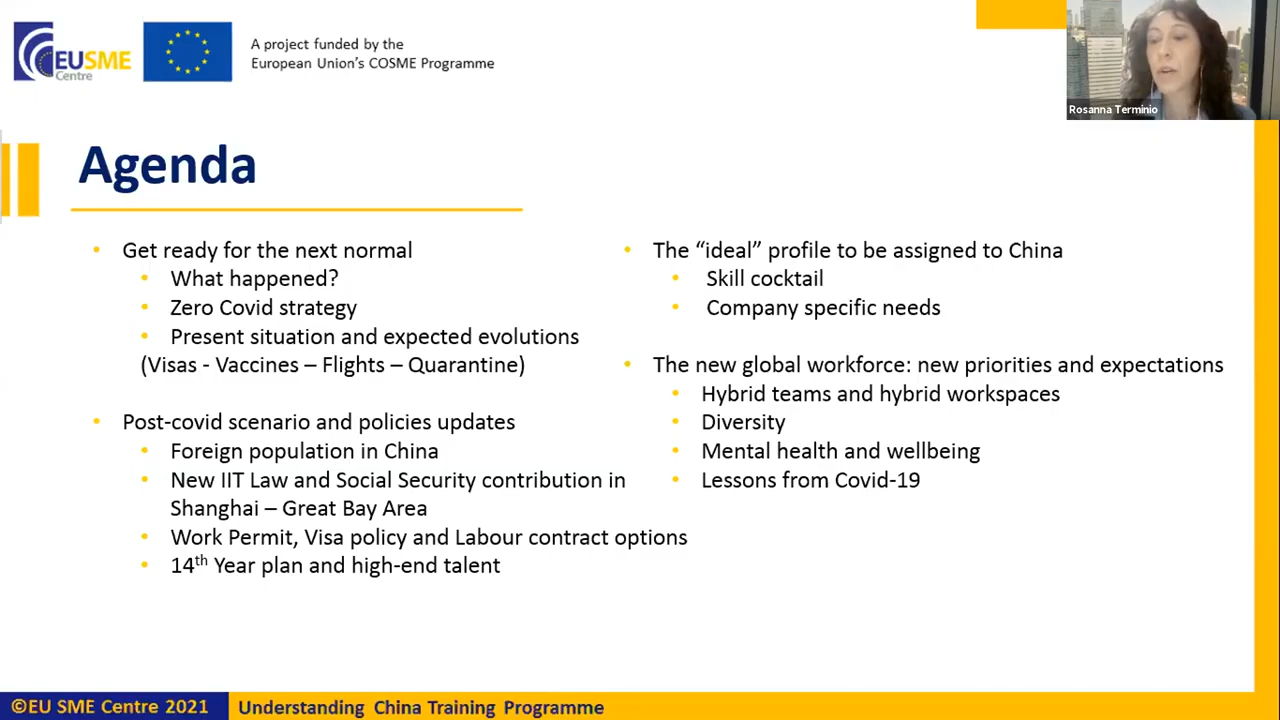 EUSME
Centre
A project funded by the
European Union's COSME Programme
Rosanna Terminio
Agenda
• Get ready for the next normal
• What happened?
• Zero Covid strategy
• Present situation and expected evolutions
(Visas - Vaccines – Flights – Quarantine)
• Post-covid scenario and policies updates
• Foreign population in China
• New IIT Law and Social Security contribution in
Shanghai – Great Bay Area
• Work Permit, Visa policy and Labour contract options
• 14th Year plan and high-end talent
• The “ideal” profile to be assigned to China
• Skill cocktail
• Company specific needs
• The new global workforce: new priorities and expectations
• Hybrid teams and hybrid workspaces
• Diversity
• Mental health and wellbeing
• Lessons from Covid-19
©EU SME Centre 2021
Understanding China Training Programme